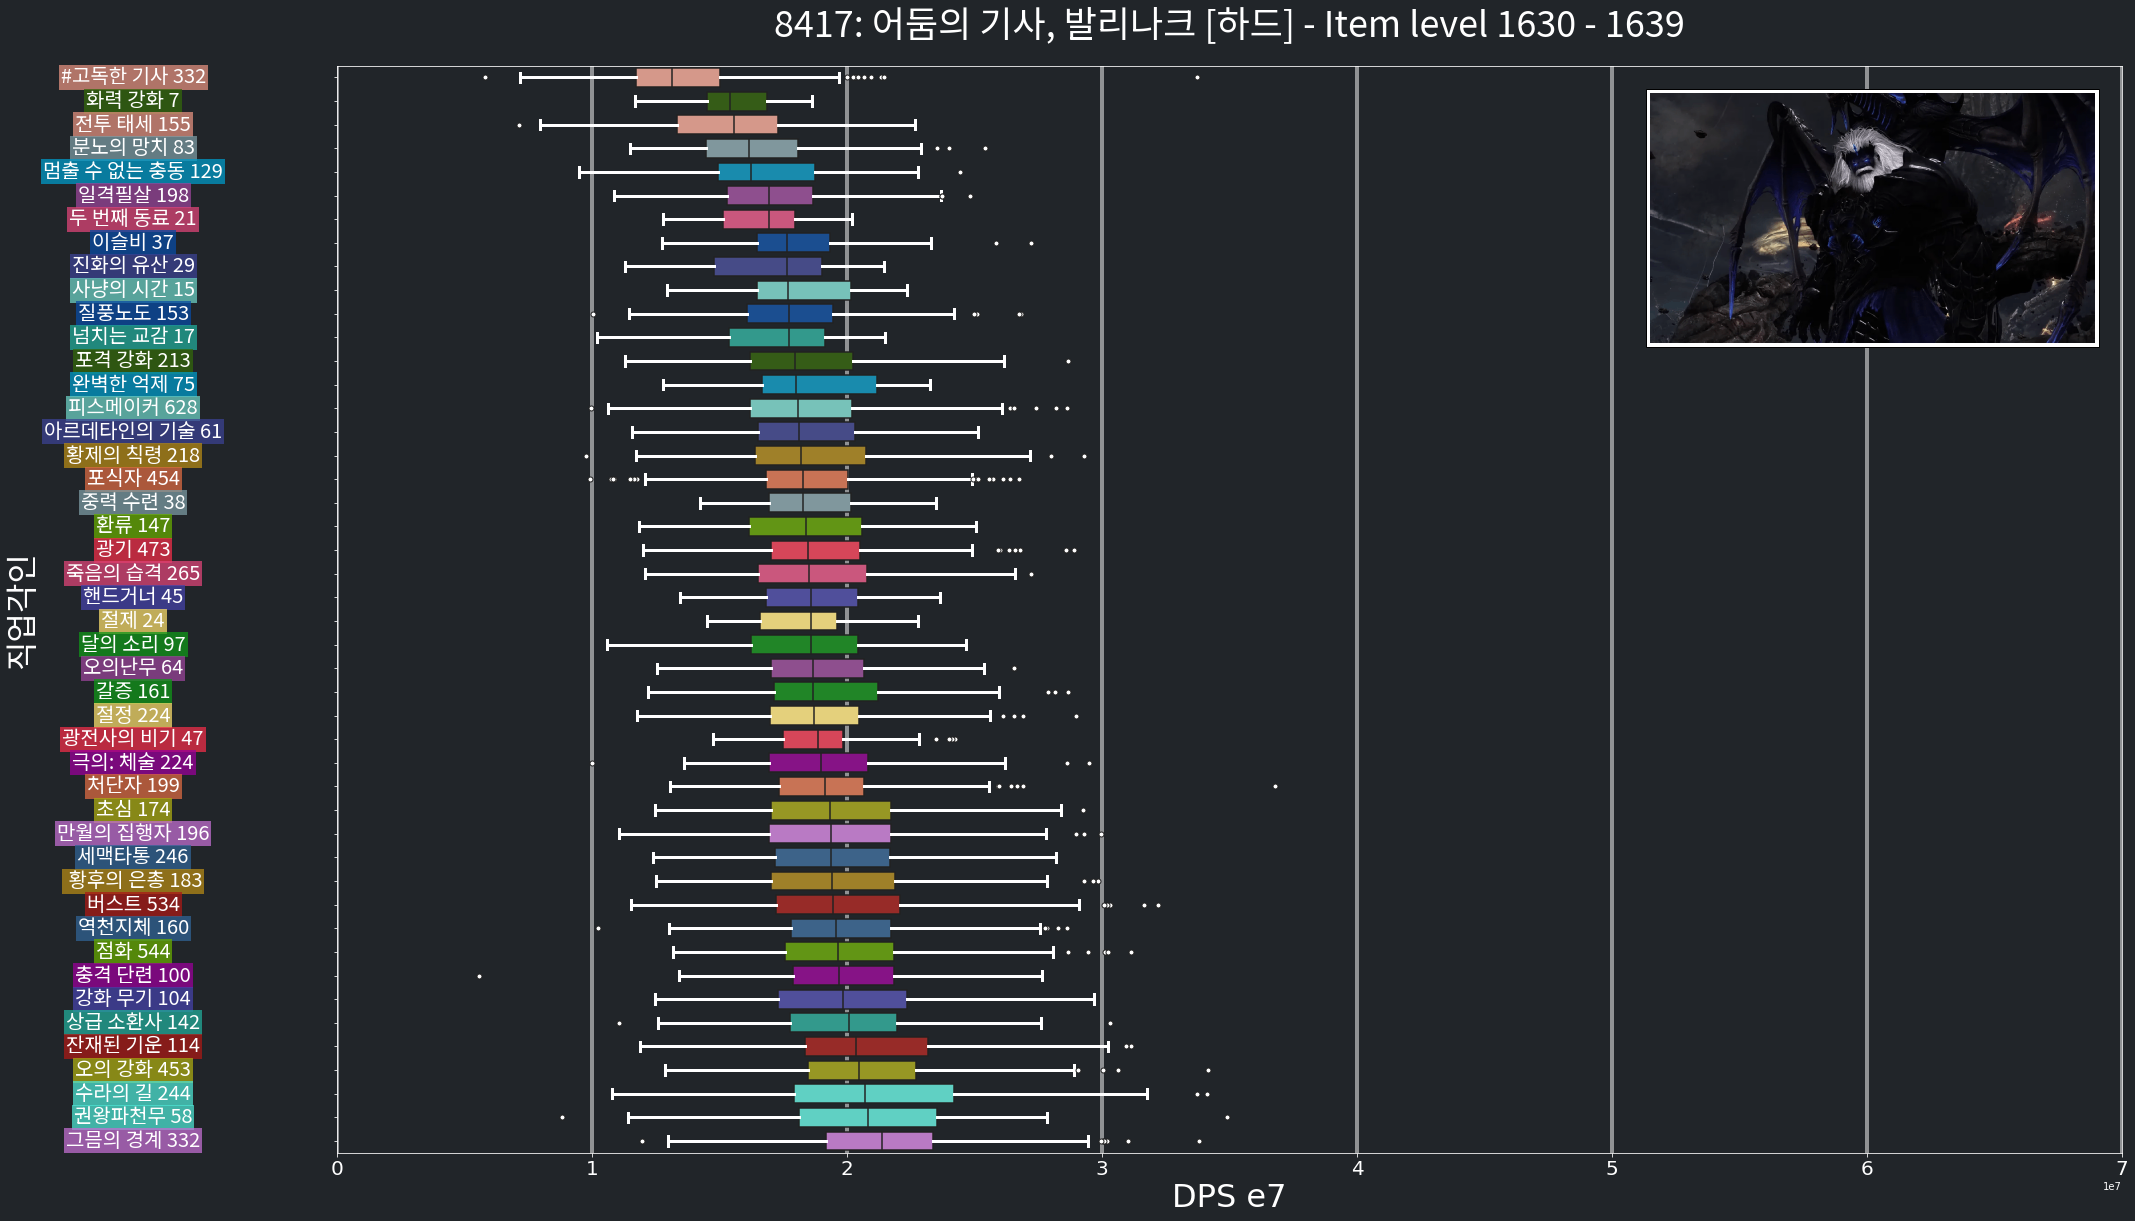 8417: 어둠의 기사, 발리나크 [하드] - Item level 1630 - 1639
#고독한 기사 332
화력 강화 7
전투 태세 155
분노의 망치 83
멈출 수 없는 충동 129
일격필살 198
두 번째 동료 21
이슬비 37
진화의 유산 29
사냥의 시간 15
질풍노도 153
넘치는 교감 17
포격 강화 213
완벽한 억제 75
피스메이커 628
아르데타인의 기술 61
황제의 칙령 218
포식자 454
중력 수련 38
환류 147
광기 473
죽음의 습격 265
핸드거너 45
절제 24
달의 소리 97
오의난무 64
갈증 161
절정 224
광전사의 비기 47
극의: 체술 224
처단자 199
초심 174
만월의 집행자 196
세맥타통 246
황후의 은총 183
버스트 534
역천지체 160
점화 544
충격 단련 100
강화 무기 104
상급 소환사 142
잔재된 기운 114
오의 강화 453
수라의 길 244
권왕파천무 58
그믐의 경계 332
직업각인
0 1 2 3 4 5 6 7
1e7
DPS e7